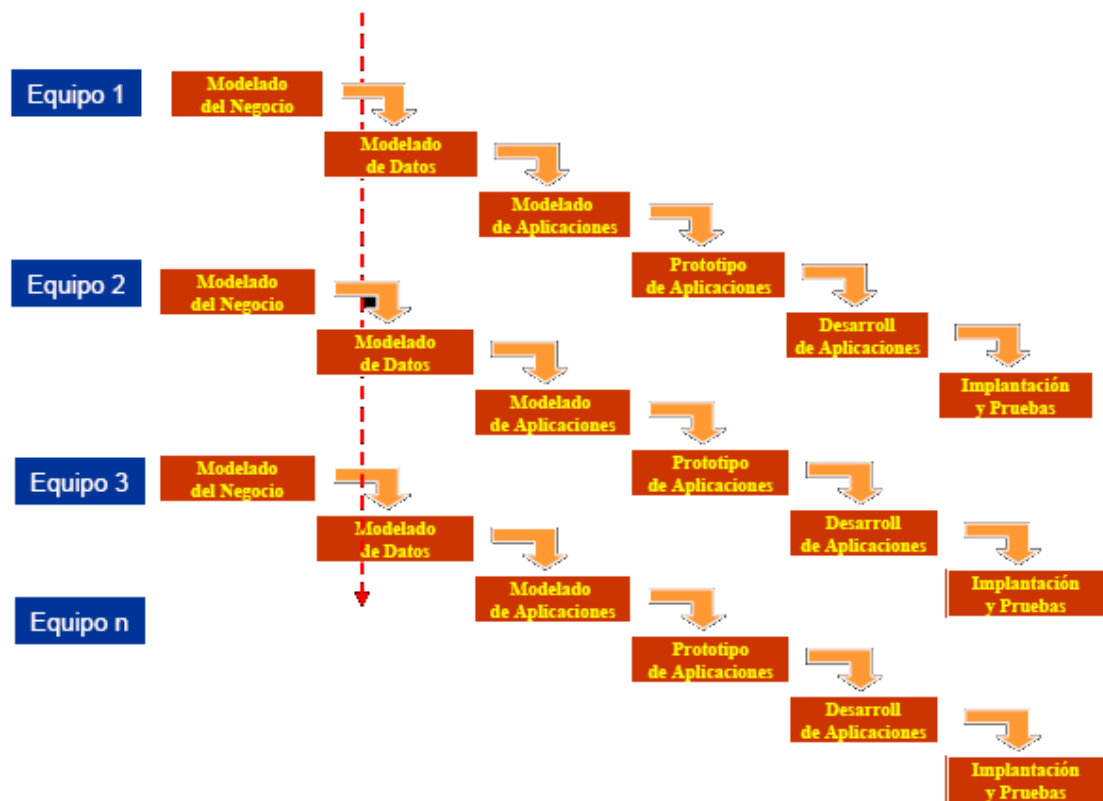 Equipo 1
Modelado
del Negocio
Modelado
de Datos
Modelado
de Aplicaciones
Prototipo
de Aplicaciones
Desarroll
de Aplicaciones
Implantación
y Pruebas
Equipo 2
Modelado
del Negocio
Modelado
de Datos
Modelado
de Aplicaciones
Prototipo
de Aplicaciones
Desarroll
de Aplicaciones
Implantación
y Pruebas
Equipo 3
Modelado
del Negocio
Modelado
de Datos
Modelado
de Aplicaciones
Prototipo
de Aplicaciones
Desarroll
de Aplicaciones
Implantación
y Pruebas
Equipo n